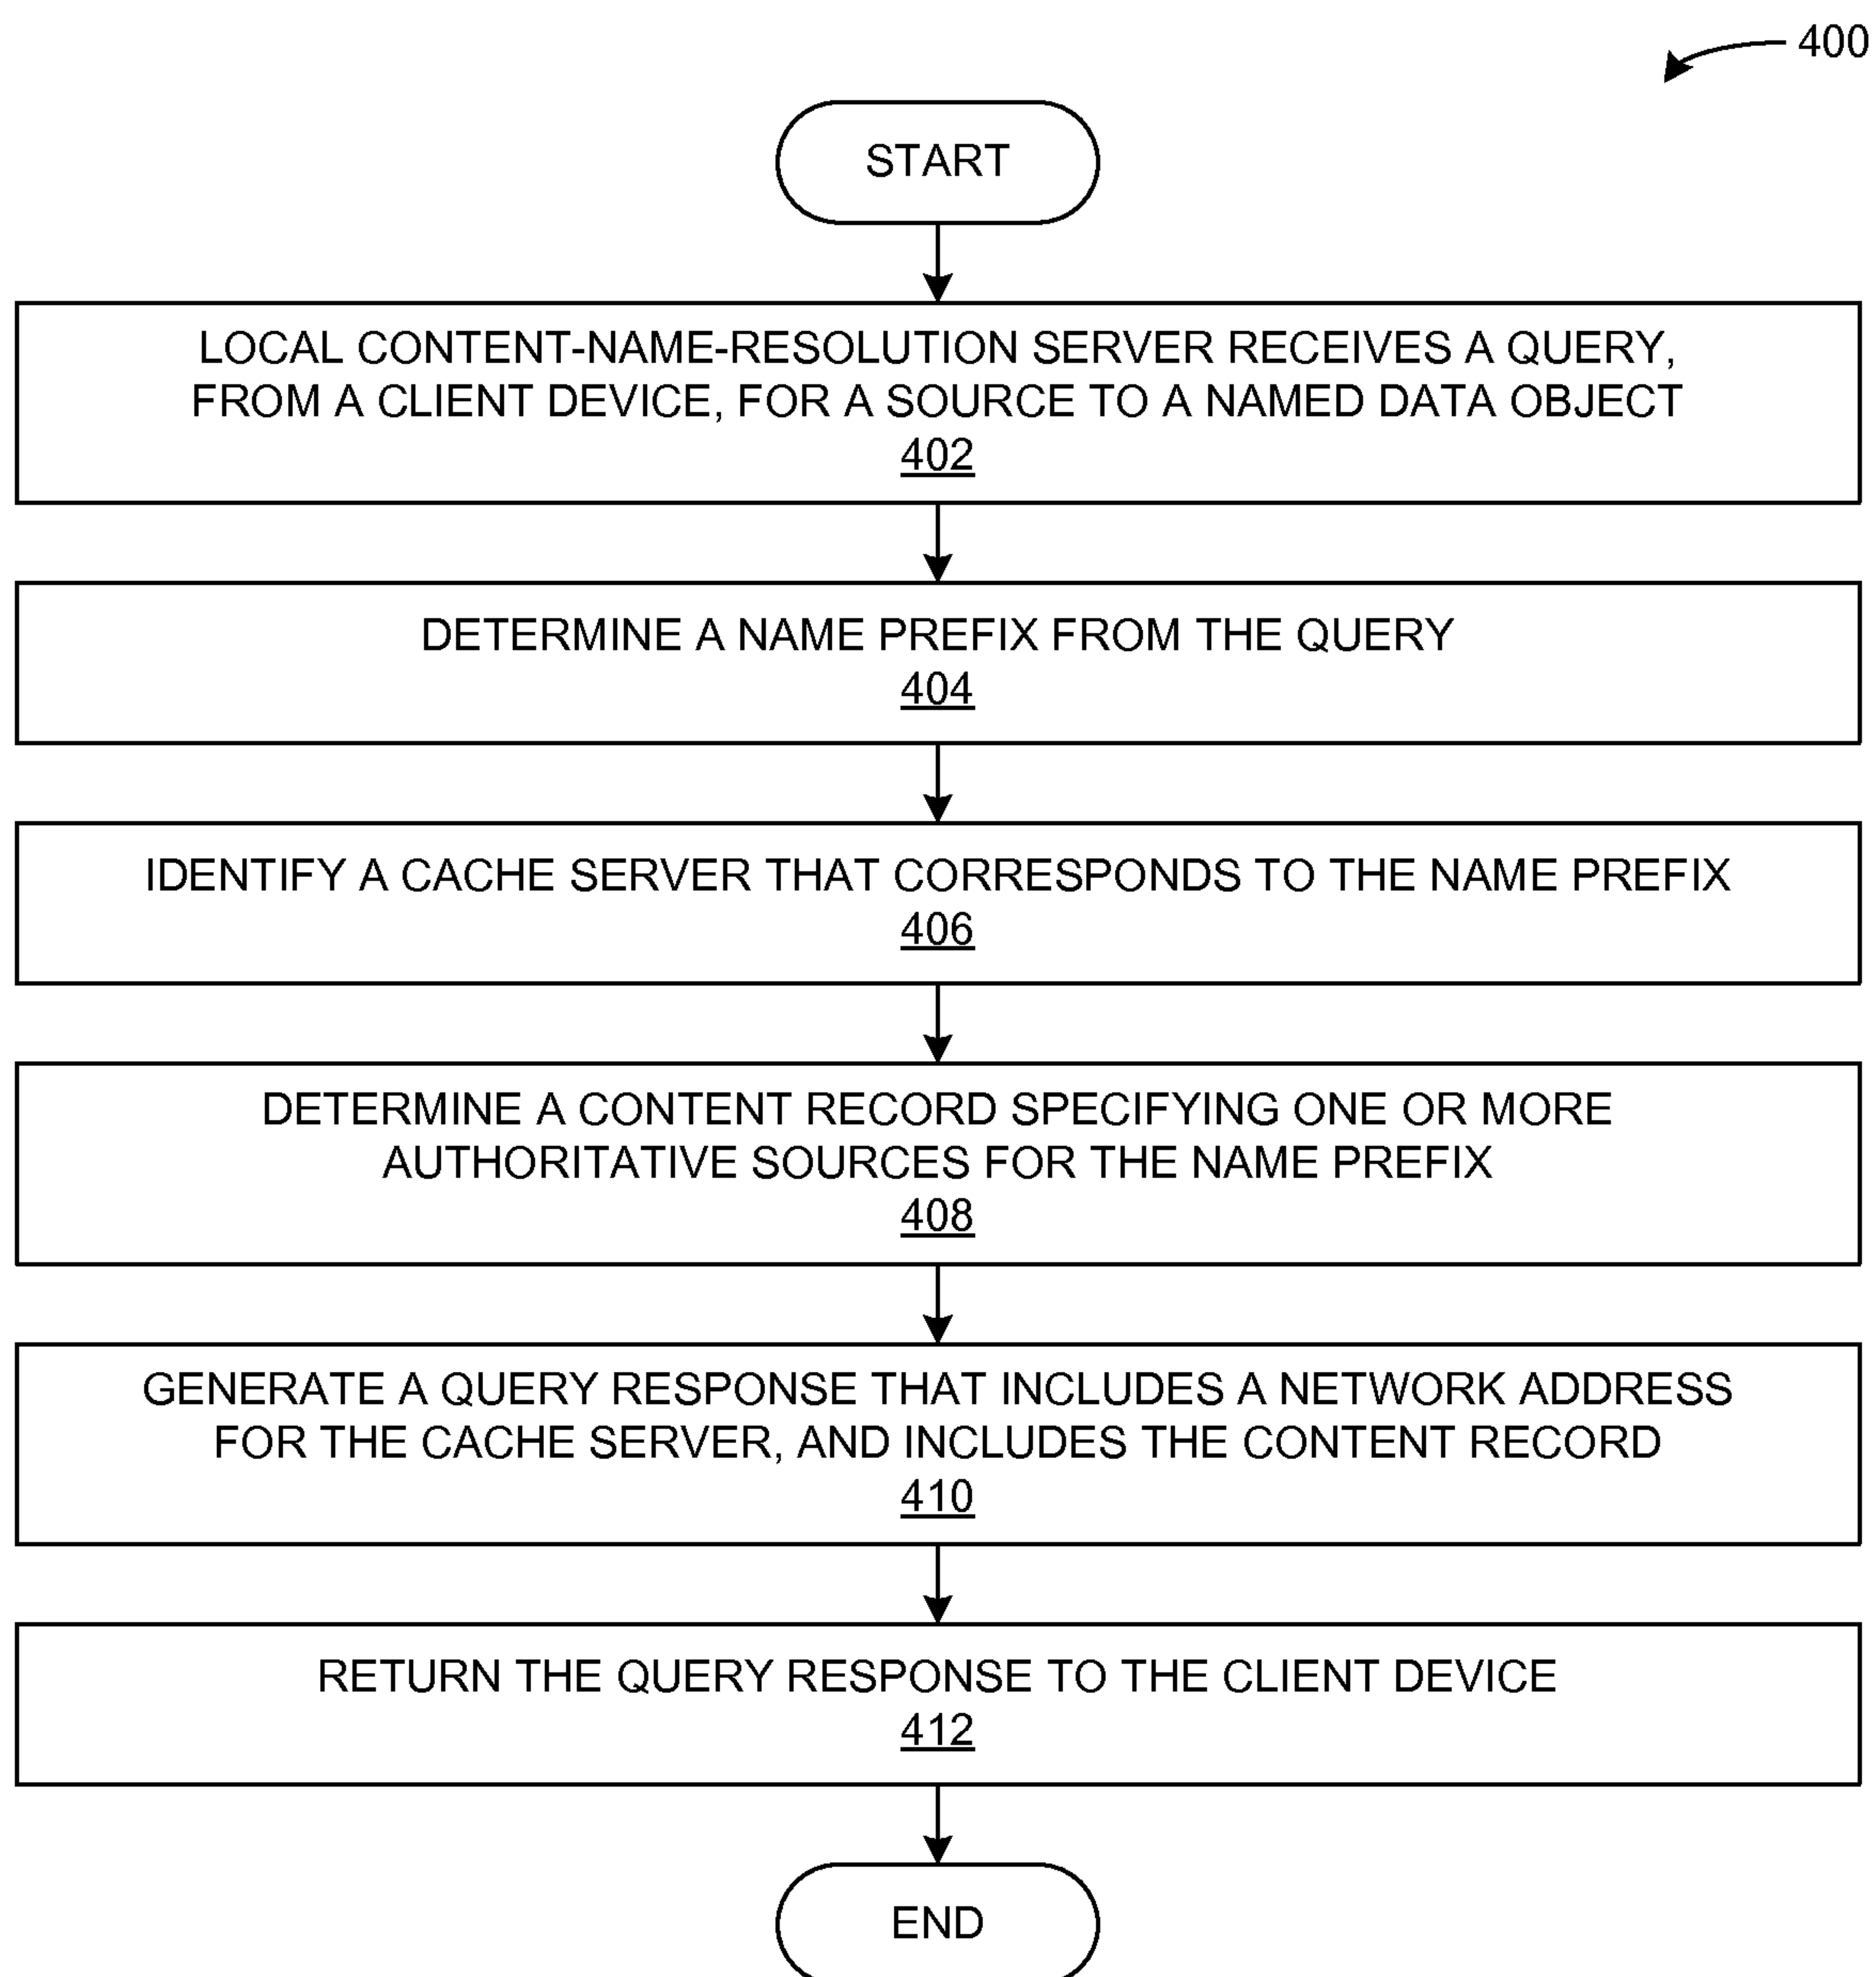 400
START
LOCAL CONTENT-NAME-RESOLUTION SERVER RECEIVES A QUERY,
FROM A CLIENT DEVICE, FOR A SOURCE TO A NAMED DATA OBJECT
402
DETERMINE A NAME PREFIX FROM THE QUERY
404
IDENTIFY A CACHE SERVER THAT CORRESPONDS TO THE NAME PREFIX
406
DETERMINE A CONTENT RECORD SPECIFYING ONE OR MORE
AUTHORITATIVE SOURCES FOR THE NAME PREFIX
408
GENERATE A QUERY RESPONSE THAT INCLUDES A NETWORK ADDRESS
FOR THE CACHE SERVER, AND INCLUDES THE CONTENT RECORD
410
RETURN THE QUERY RESPONSE TO THE CLIENT DEVICE
412
END